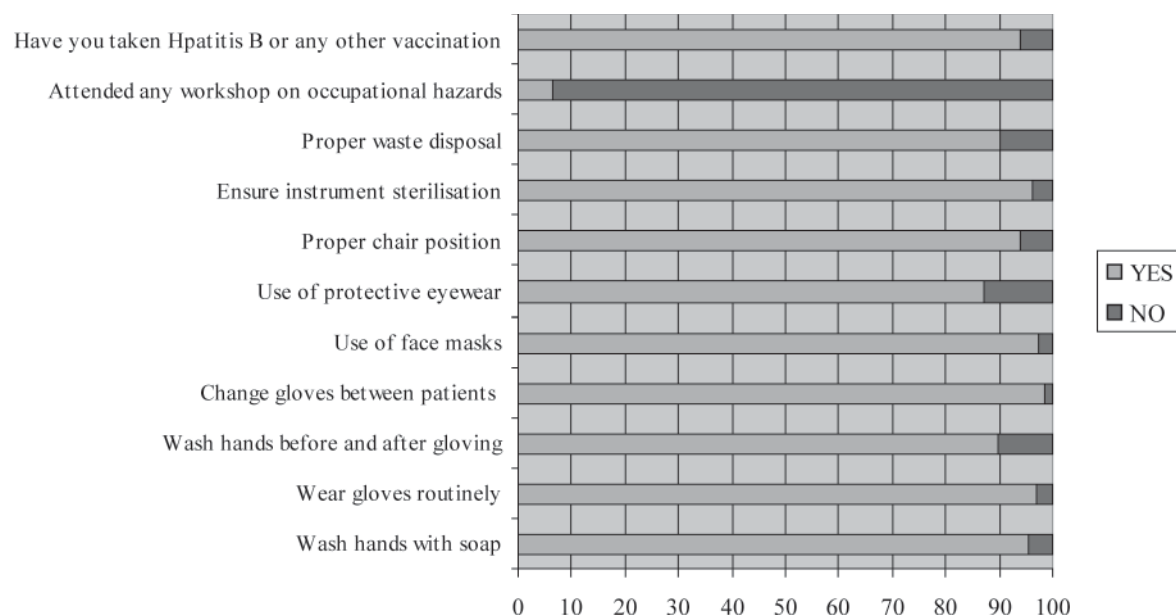 Have you taken Hpatitis B or any other vaccination
Attended any workshop on occupational hazards
Proper waste disposal
Ensure instrument sterilisation
Proper chair position
Use of protective eyewear
Use of face masks
Change gloves between patients
Wash hands before and after gloving
Wear gloves routinely
Wash hands with soap
YES
NO
0 10 20 30 40 50 60 70 80 90 100